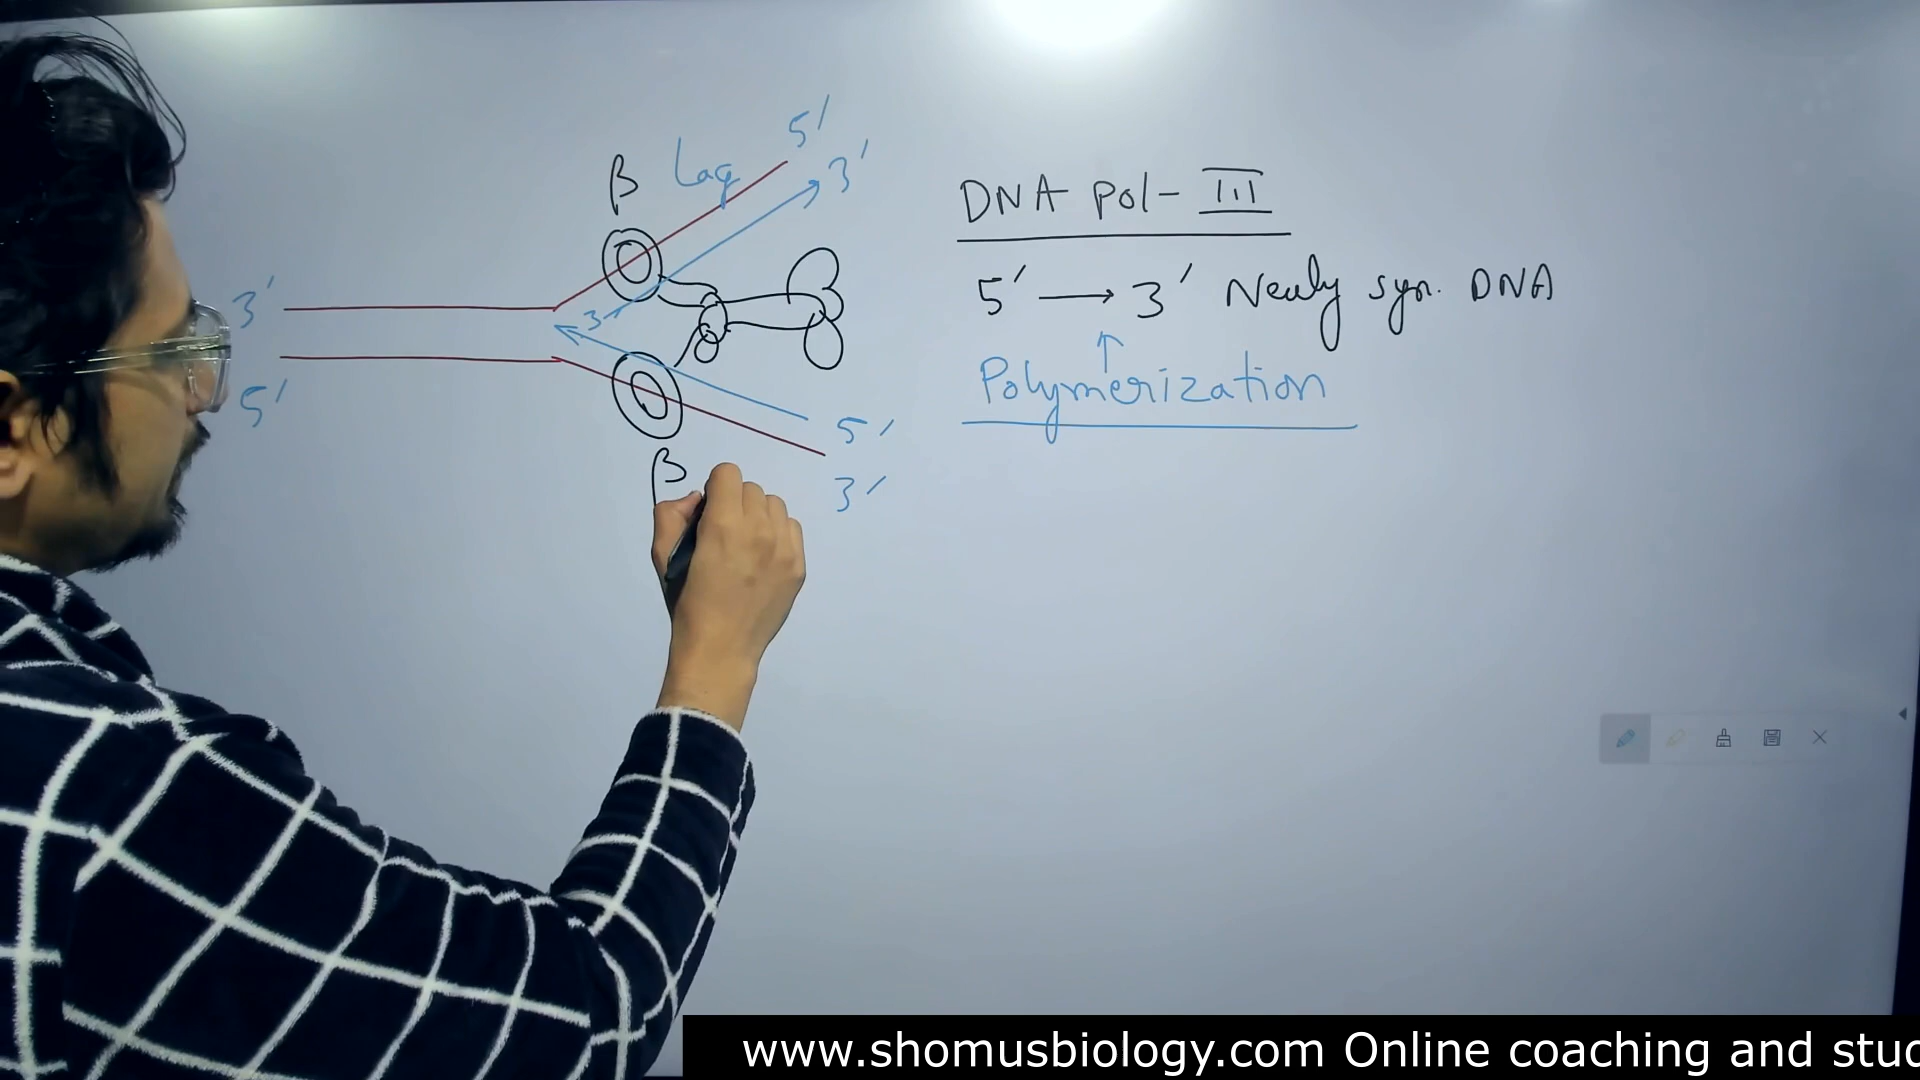 5′
β Lag 3′
DNA Pol-III
3′ 5′ → 3′ Newly syn. DNA
3
Polymerization
5′ 5′
β 3′
www.shomusbiology.com Online coaching and stud